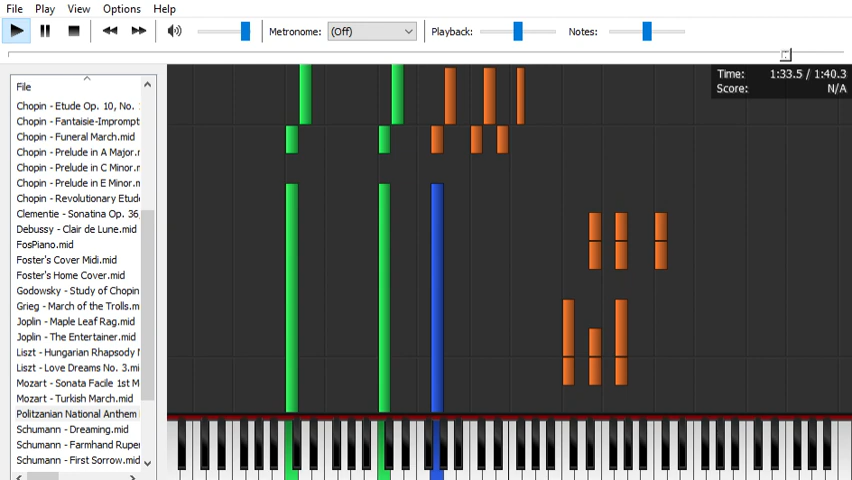 File Play View Options Help
Metronome: (Off) Playback: Notes:
Time: 1:33.5 / 1:40.3
Score: N/A
File
Chopin - Etude Op. 10, No.
Chopin - Fantaisie-Imprompt
Chopin - Funeral March.mid
Chopin - Prelude in A Major.r
Chopin - Prelude in C Minor.r
Chopin - Prelude in E Minor.m
Chopin - Revolutionary Etude
Clementie - Sonatina Op. 36,
Debussy - Clair de Lune.mid
FosPiano.mid
Foster's Cover Midi.mid
Foster's Home Cover.mid
Godowsky - Study of Chopin
Grieg - March of the Trolls.m
Joplin - Maple Leaf Rag.mid
Joplin - The Entertainer.mid
Liszt - Hungarian Rhapsody
Liszt - Love Dreams No. 3.mi
Mozart - Sonata Facile 1st M
Mozart - Turkish March.mid
Politzanian National Anthem
Schumann - Dreaming.mid
Schumann - Farmhand Ruper
Schumann - First Sorrow.mid